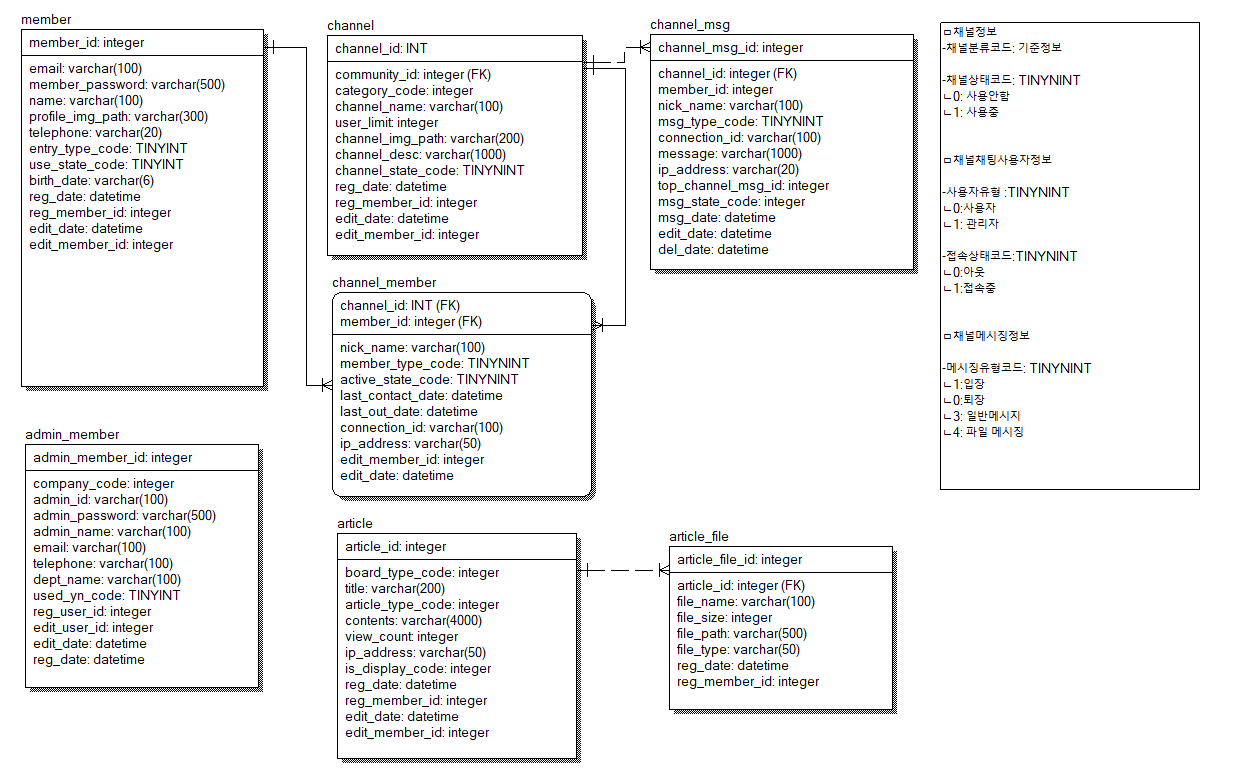 member
member_id: integer
email: varchar(100)
member_password: varchar(500)
name: varchar(100)
profile_img_path: varchar(300)
telephone: varchar(20)
entry_type_code: TINYINT
use_state_code: TINYINT
birth_date: varchar(6)
reg_date: datetime
reg_member_id: integer
edit_date: datetime
edit_member_id: integer
channel
channel_id: INT
community_id: integer (FK)
category_code: integer
channel_name: varchar(100)
user_limit: integer
channel_img_path: varchar(200)
channel_desc: varchar(1000)
channel_state_code: TINYNINT
reg_date: datetime
reg_member_id: integer
edit_date: datetime
edit_member_id: integer
channel_msg
channel_msg_id: integer
channel_id: integer (FK)
member_id: integer
nick_name: varchar(100)
msg_type_code: TINYNINT
connection_id: varchar(100)
message: varchar(1000)
ip_address: varchar(20)
top_channel_msg_id: integer
msg_state_code: integer
msg_date: datetime
edit_date: datetime
del_date: datetime
ㅁ채널정보
-채널분류코드: 기준정보
-채널상태코드: TINYNINT
ㄴ0: 사용안함
ㄴ1: 사용중
ㅁ채널채팅사용자정보
-사용자유형 :TINYNINT
ㄴ0:사용자
ㄴ1: 관리자
-접속상태코드:TINYNINT
ㄴ0:아웃
ㄴ1:접속중
ㅁ채널메시징정보
-메시징유형코드: TINYNINT
ㄴ1:입장
ㄴ0:퇴장
ㄴ3: 일반메시지
ㄴ4: 파일 메시징
channel_member
channel_id: INT (FK)
member_id: integer (FK)
nick_name: varchar(100)
member_type_code: TINYNINT
active_state_code: TINYNINT
last_contact_date: datetime
last_out_date: datetime
connection_id: varchar(100)
ip_address: varchar(50)
edit_member_id: integer
edit_date: datetime
admin_member
admin_member_id: integer
company_code: integer
admin_id: varchar(100)
admin_password: varchar(500)
admin_name: varchar(100)
email: varchar(100)
telephone: varchar(100)
dept_name: varchar(100)
used_yn_code: TINYINT
reg_user_id: integer
edit_user_id: integer
edit_date: datetime
reg_date: datetime
article
article_id: integer
board_type_code: integer
title: varchar(200)
article_type_code: integer
contents: varchar(4000)
view_count: integer
ip_address: varchar(50)
is_display_code: integer
reg_date: datetime
reg_member_id: integer
edit_date: datetime
edit_member_id: integer
article_file
article_file_id: integer
article_id: integer (FK)
file_name: varchar(100)
file_size: integer
file_path: varchar(500)
file_type: varchar(50)
reg_date: datetime
reg_member_id: integer